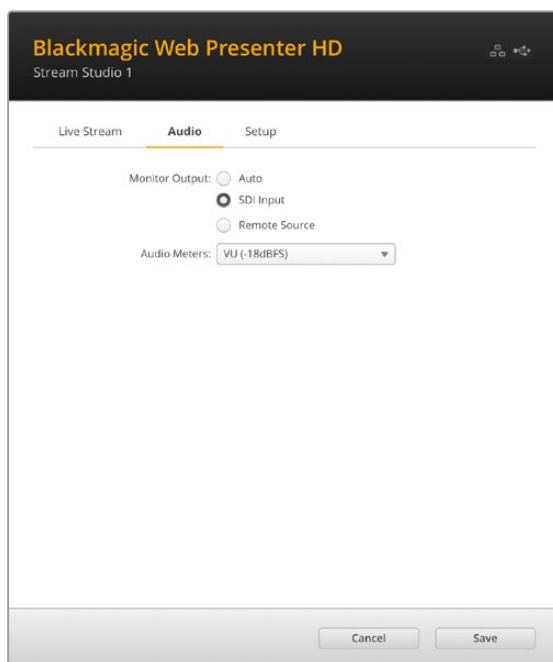 Blackmagic Web Presenter HD
Stream Studio 1
Live Stream Audio Setup
Monitor Output: Auto
SDI Input
Remote Source
Audio Meters: VU (-18dBFS)
Cancel Save